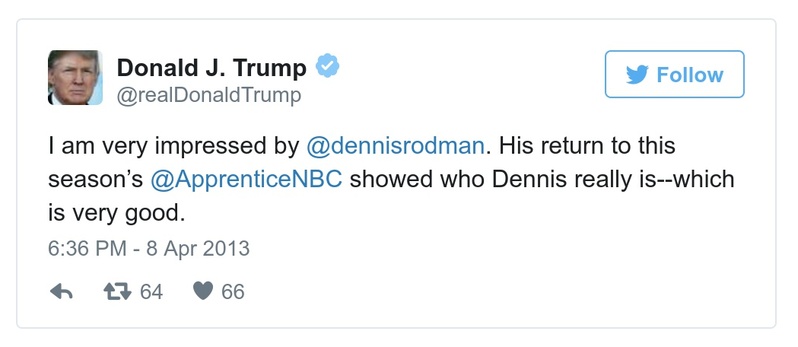 Donald J. Trump
@realDonaldTrump
Follow
I am very impressed by @dennisrodman. His return to this
season’s @ApprenticeNBC showed who Dennis really is--which
is very good.
6:36 PM - 8 Apr 2013
64 66